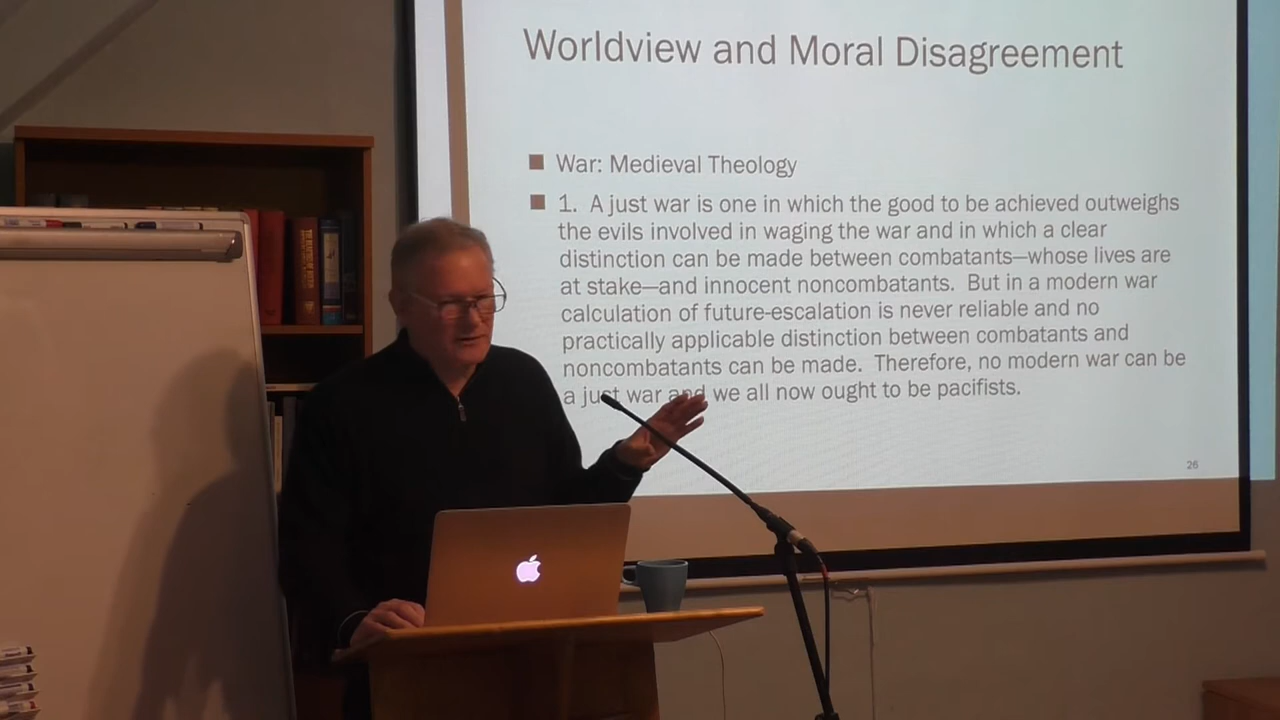 Worldview and Moral Disagreement
War: Medieval Theology
1. A just war is one in which the good to be achieved outweighs
the evils involved in waging the war and in which a clear
distinction can be made between combatants—whose lives are
at stake—and innocent noncombatants. But in a modern war
calculation of future-escalation is never reliable and no
practically applicable distinction between combatants and
noncombatants can be made. Therefore, no modern war can be
a just war and we all now ought to be pacifists.
26